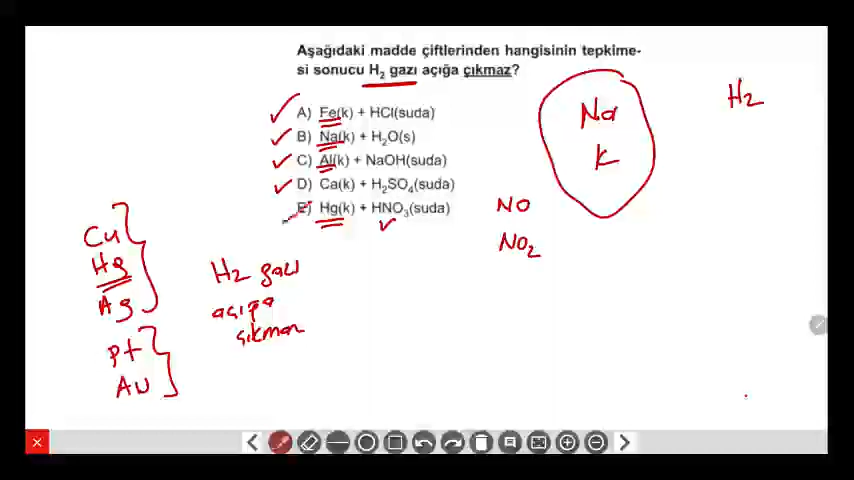 Aşağıdaki madde çiftlerinden hangisinin tepkime-
si sonucu H₂ gazı açığa çıkmaz?
A) Fe(k) + HCl(suda)
B) Na(k) + H₂O(s)
C) Al(k) + NaOH(suda)
D) Ca(k) + H₂SO₄(suda)
E) Hg(k) + HNO₃(suda)
Na
K
H₂
NO
NO₂
Cu
Hg
Ag
Pt
Au
H₂ gazı
açığa
çıkmaz